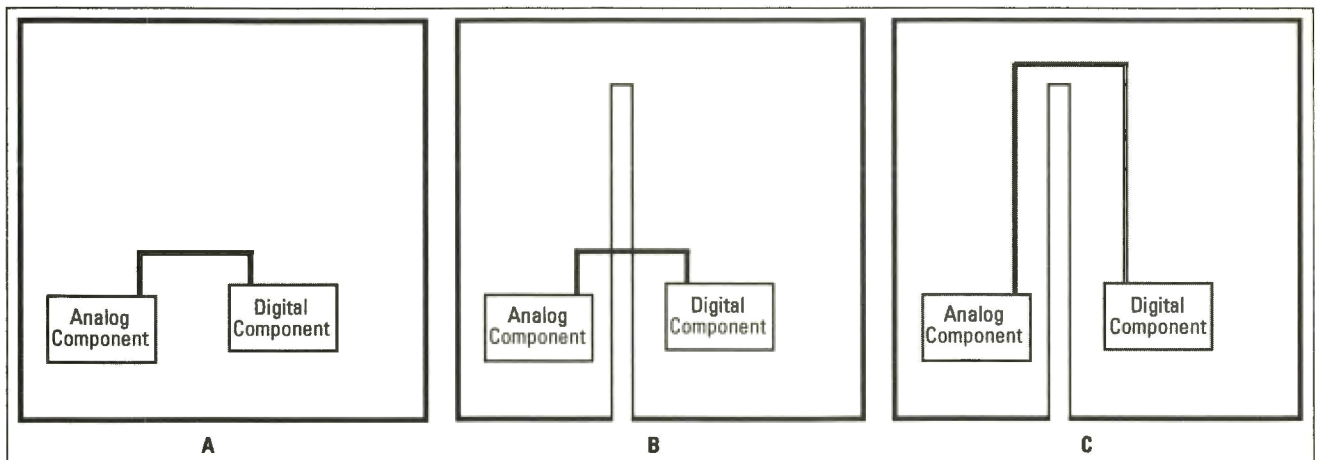 Analog
Component
Digital
Component
A
Analog
Component
Digital
Component
B
Analog
Component
Digital
Component
C